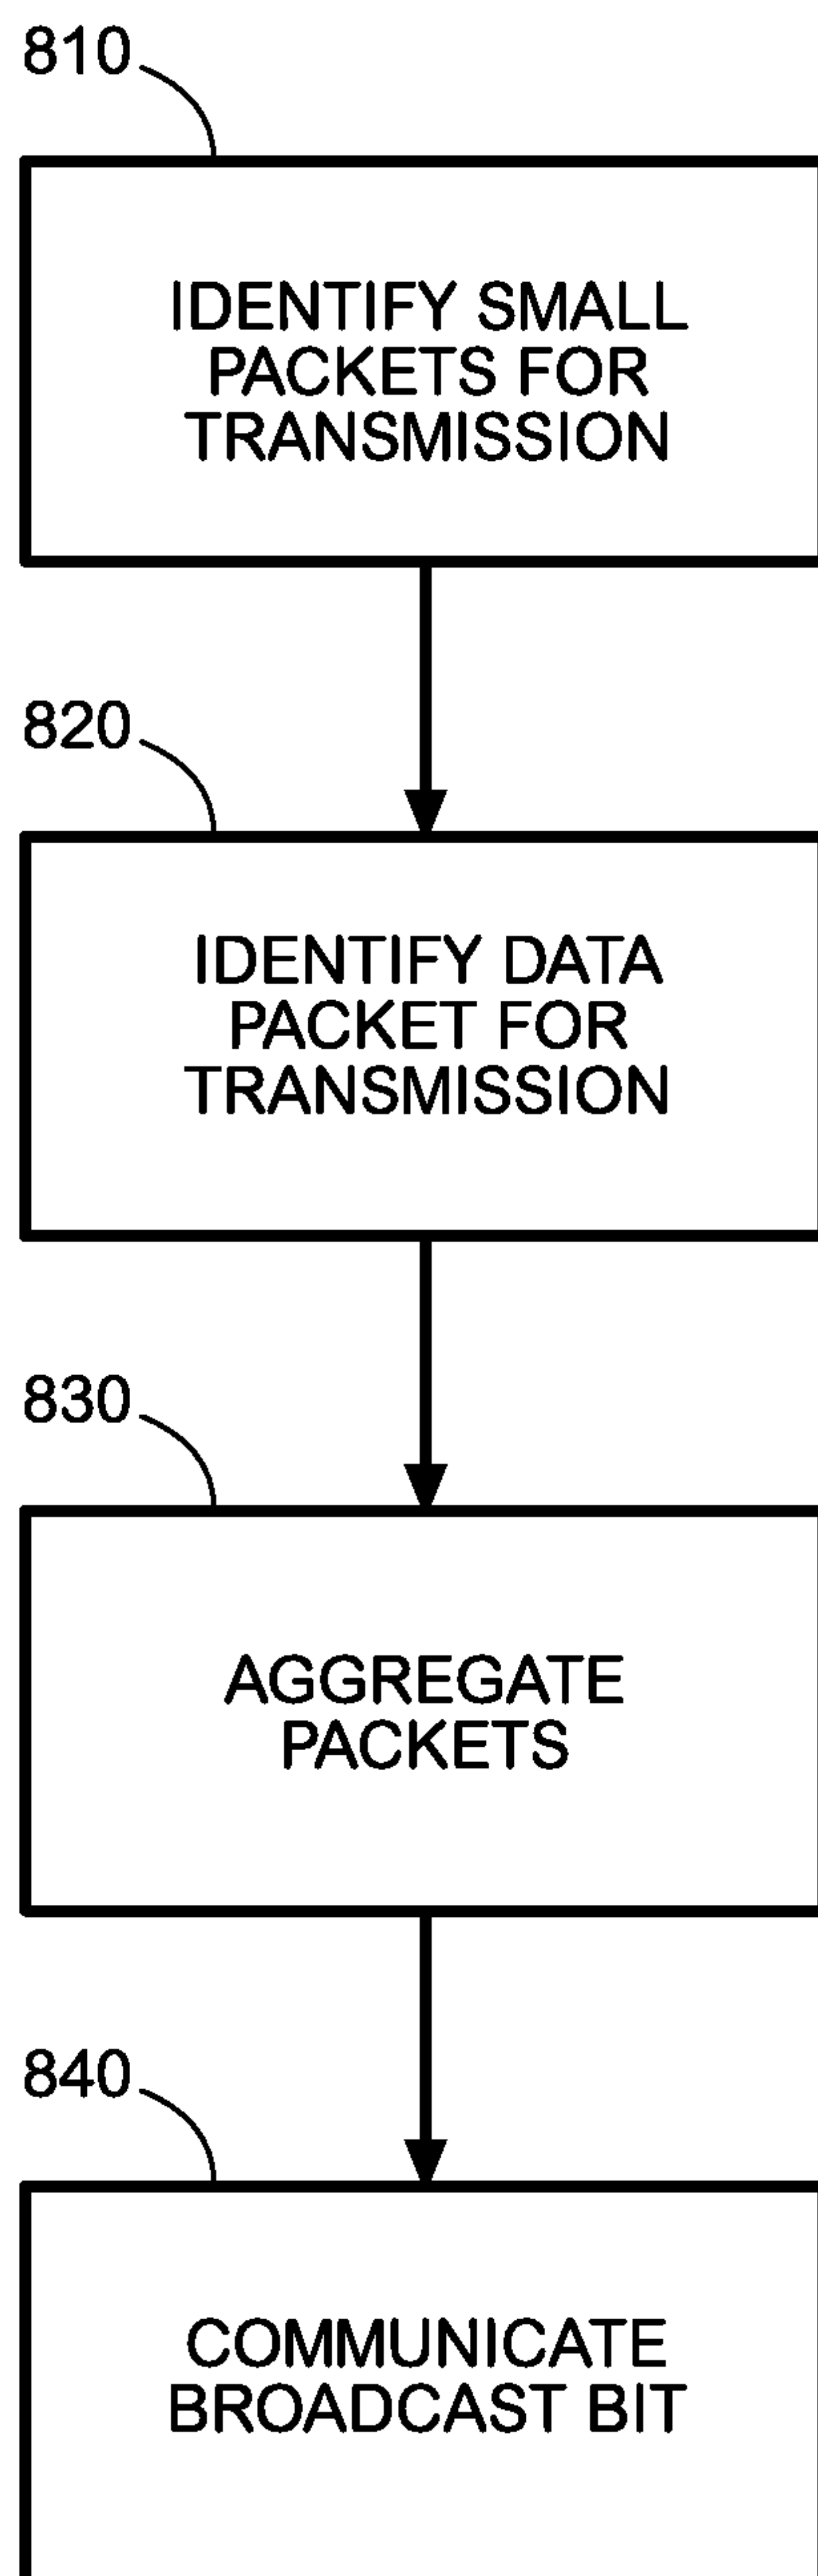 810
IDENTIFY SMALL
PACKETS FOR
TRANSMISSION
820
IDENTIFY DATA
PACKET FOR
TRANSMISSION
830
AGGREGATE
PACKETS
840
COMMUNICATE
BROADCAST BIT